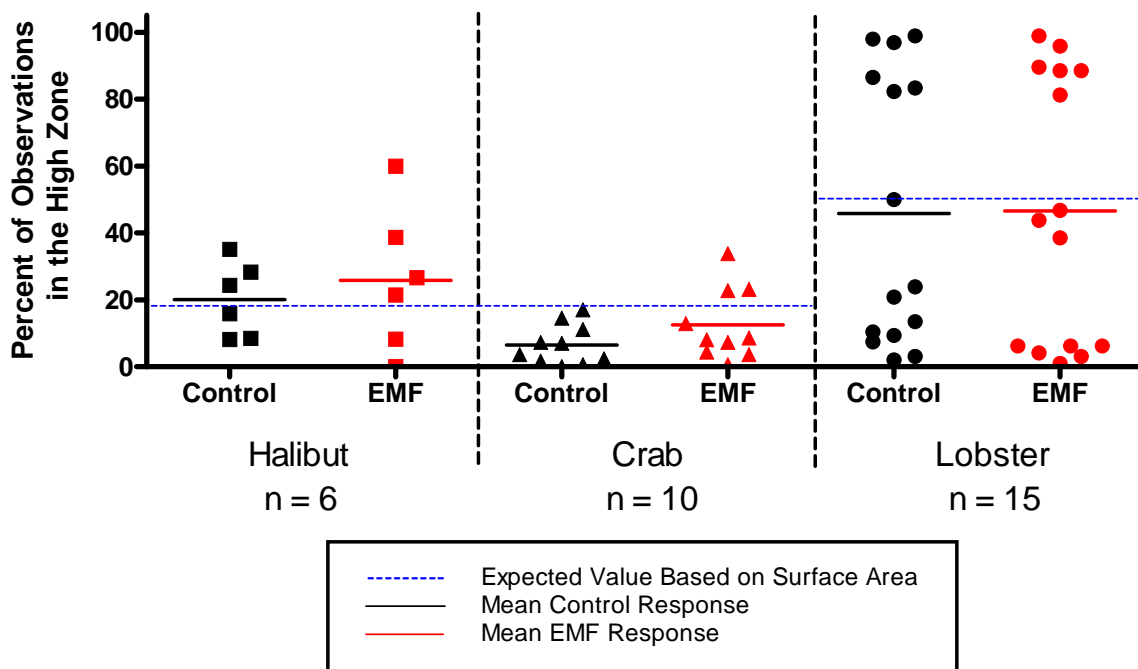 Percent of Observations
in the High Zone
100
80
60
40
20
0
Control
EMF
Control
EMF
Control
EMF
Halibut
Crab
Lobster
n = 6
n = 10
n = 15
Expected Value Based on Surface Area
Mean Control Response
Mean EMF Response